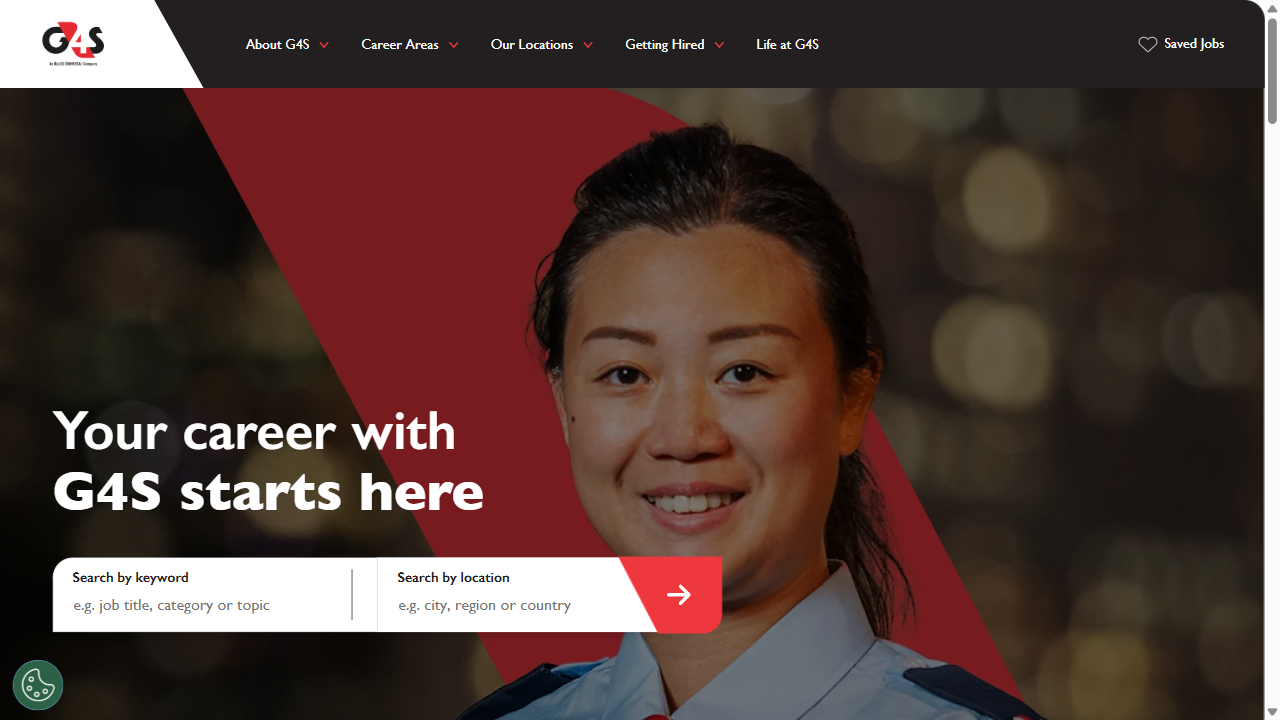 G4S
An ALLIED UNIVERSAL Company
About G4S
Career Areas
Our Locations
Getting Hired
Life at G4S
Saved Jobs
Your career with
G4S starts here
Search by keyword
e.g. job title, category or topic
Search by location
e.g. city, region or country